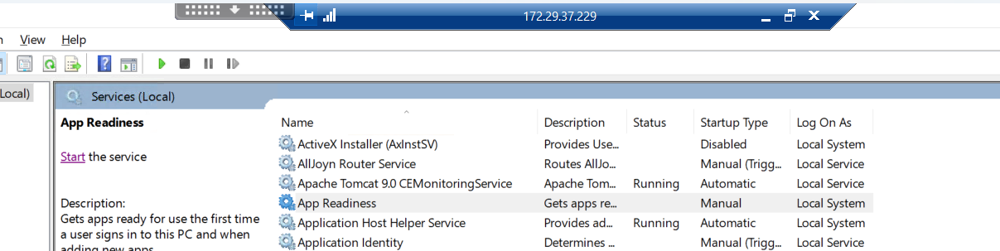 172.29.37.229
View Help
Local)
Services (Local)
App Readiness
Start the service
Description:
Gets apps ready for use the first time
a user signs in to this PC and when
adding new apps.
Name Description Status Startup Type Log On As
ActiveX Installer (AxInstSV) Provides Use... Disabled Local System
AllJoyn Router Service Routes AllJo... Manual (Trigg... Local Service
Apache Tomcat 9.0 CEMonitoringService Apache Tom... Running Automatic Local Service
App Readiness Gets apps re... Manual Local System
Application Host Helper Service Provides ad... Running Automatic Local System
Application Identity Determines ... Manual (Trigg... Local Service